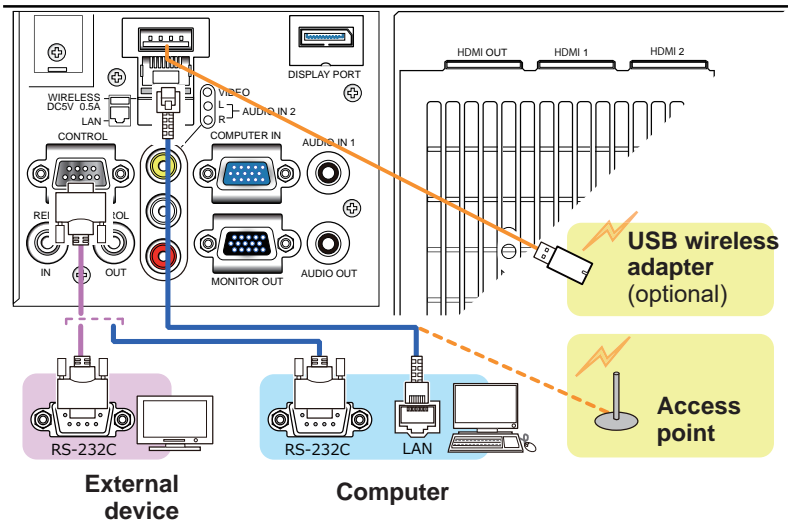 HDMI OUT
HDMI 1
HDMI 2
DISPLAY PORT
WIRELESS
DC5V 0.5A
LAN
VIDEO
L
R
AUDIO IN 2
CONTROL
COMPUTER IN
AUDIO IN 1
RE
ROL
IN
OUT
MONITOR OUT
AUDIO OUT
USB wireless
adapter
(optional)
Access
point
RS-232C
RS-232C
LAN
External
device
Computer